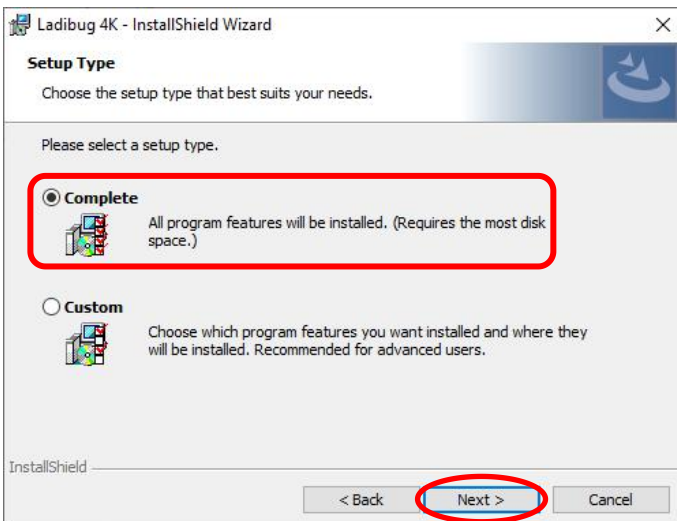 Ladibug 4K - InstallShield Wizard
Setup Type
Choose the setup type that best suits your needs.
Please select a setup type.
Complete
All program features will be installed. (Requires the most disk
space.)
Custom
Choose which program features you want installed and where they
will be installed. Recommended for advanced users.
InstallShield
< Back
Next >
Cancel